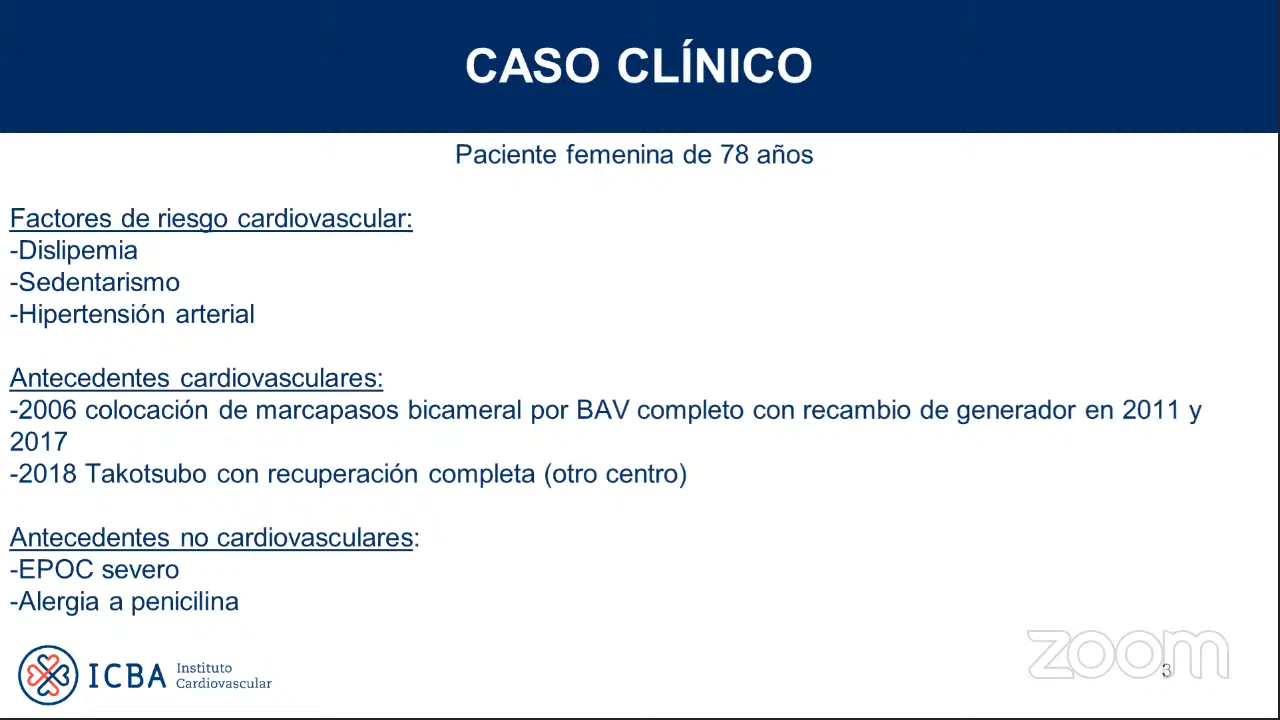 CASO CLÍNICO
Paciente femenina de 78 años
Factores de riesgo cardiovascular:
-Dislipemia
-Sedentarismo
-Hipertensión arterial
Antecedentes cardiovasculares:
-2006 colocación de marcapasos bicameral por BAV completo con recambio de generador en 2011 y
2017
-2018 Takotsubo con recuperación completa (otro centro)
Antecedentes no cardiovasculares:
-EPOC severo
-Alergia a penicilina
ICBA Instituto
Cardiovascular
zoom
3